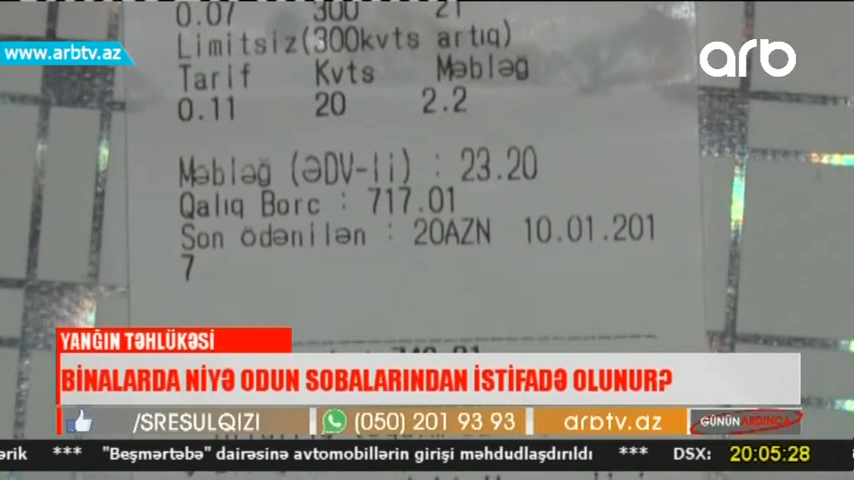 0.07 300 21
www.arbtv.az
arb
Limitsiz(300kvts artıq)
Tarif Kvts Məbləğ
0.11 20 2.2
Məbləğ (ƏDV-li) : 23.20
Qalıq Borc : 717.01
Son ödənilən : 20AZN 10.01.201
7
YANĞIN TƏHLÜKƏSİ
BİNALARDA NİYƏ ODUN SOBALARINDAN İSTİFADƏ OLUNUR?
/SRESULQIZI (050) 201 93 93 arbtv.az GÜNÜN ARDINCA
ərik *** "Beşmərtəbə" dairəsinə avtomobillərin girişi məhdudlaşdırıldı *** DSX: 20:05:28